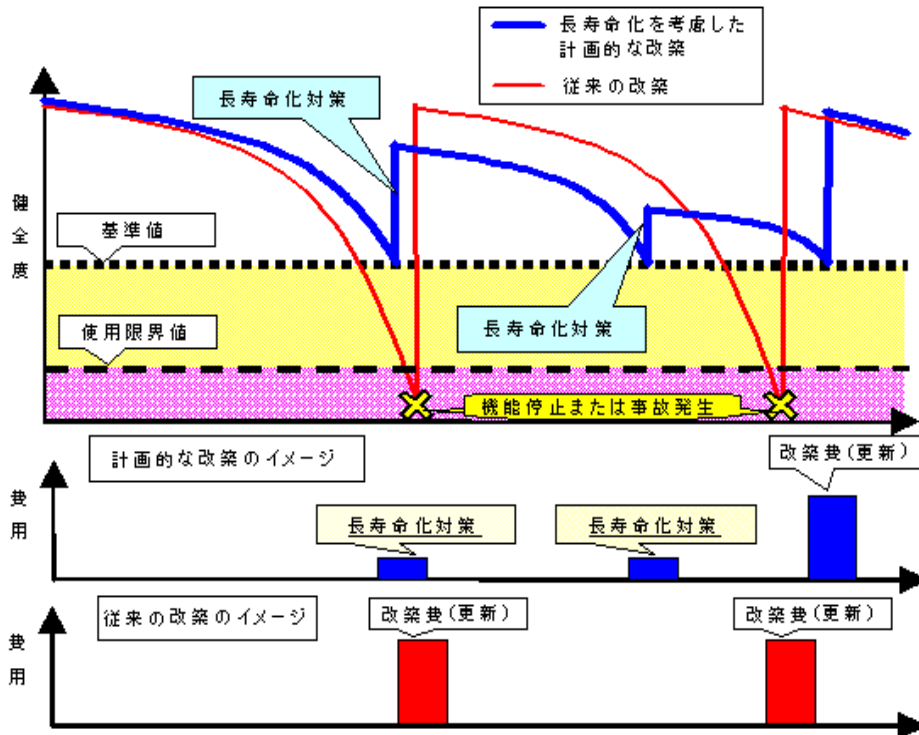 長寿命化を考慮した
計画的な改築
従来の改築
長寿命化対策
健全度
基準値
使用限界値
長寿命化対策
機能停止または事故発生
計画的な改築のイメージ
改築費(更新)
費用
長寿命化対策
長寿命化対策
従来の改築のイメージ
改築費(更新)
改築費(更新)
費用